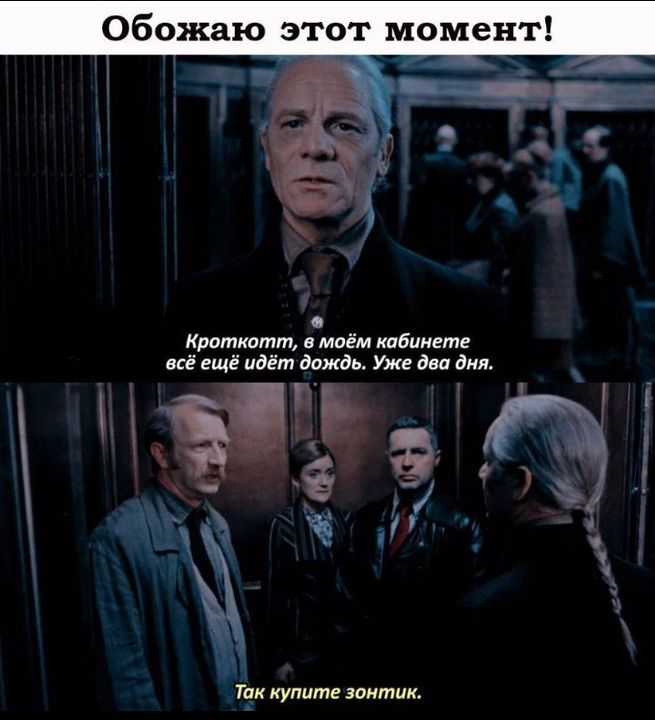 Обожаю этот момент!
Кроткотт, в моём кабинете
всё ещё идёт дождь. Уже два дня.
Так купите зонтик.